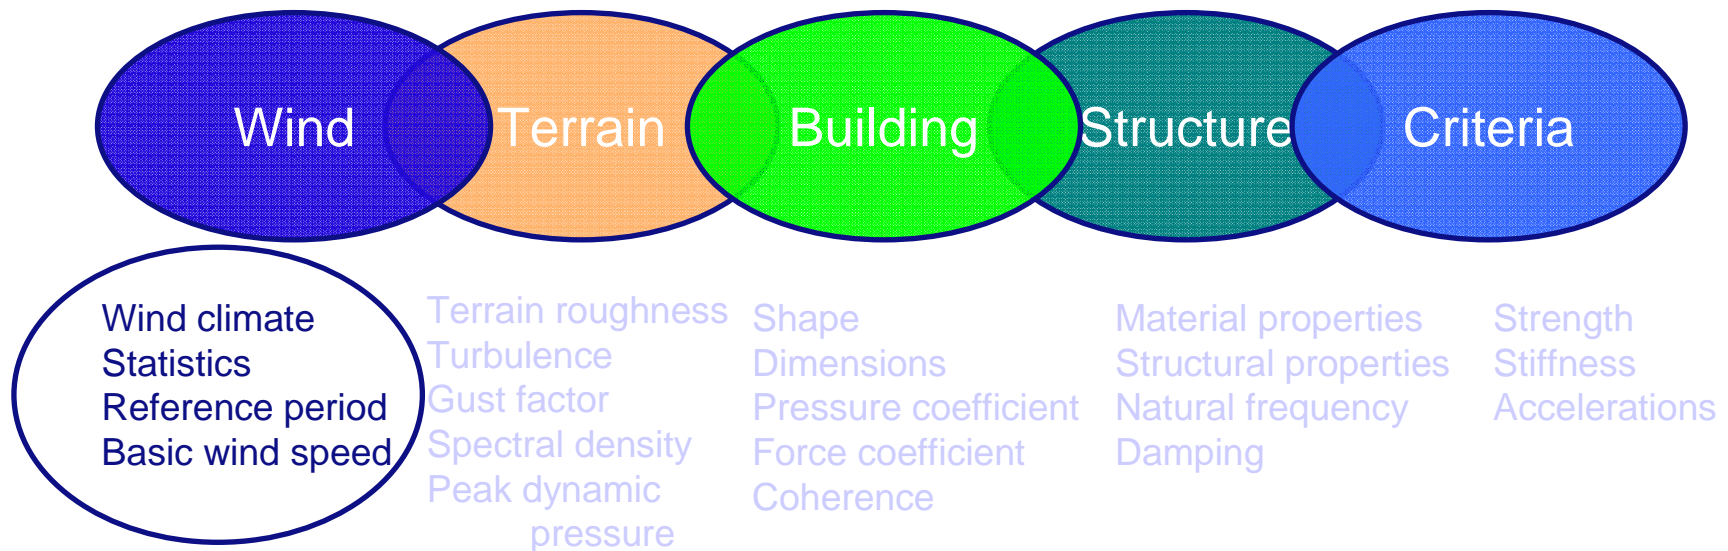 Wind
Terrain
Building
Structure
Criteria
Wind climate
Statistics
Reference period
Basic wind speed
Terrain roughness
Turbulence
Gust factor
Spectral density
Peak dynamic
pressure
Shape
Dimensions
Pressure coefficient
Force coefficient
Coherence
Material properties
Structural properties
Natural frequency
Damping
Strength
Stiffness
Accelerations